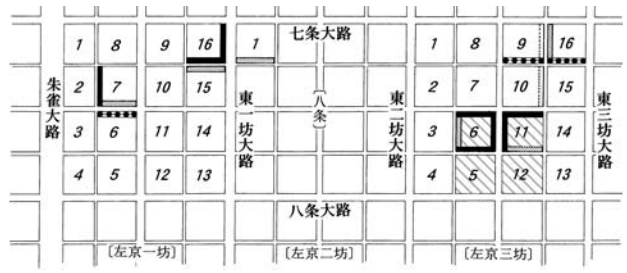 七条大路
1 8 9 16 1 1 8 9 16
2 7 10 15 2 7 10 15
朱雀大路
東一坊大路
〔八条〕
東二坊大路
東三坊大路
3 6 11 14 3 6 11 14
4 5 12 13 4 5 12 13
八条大路
〔左京一坊〕 〔左京二坊〕 〔左京三坊〕